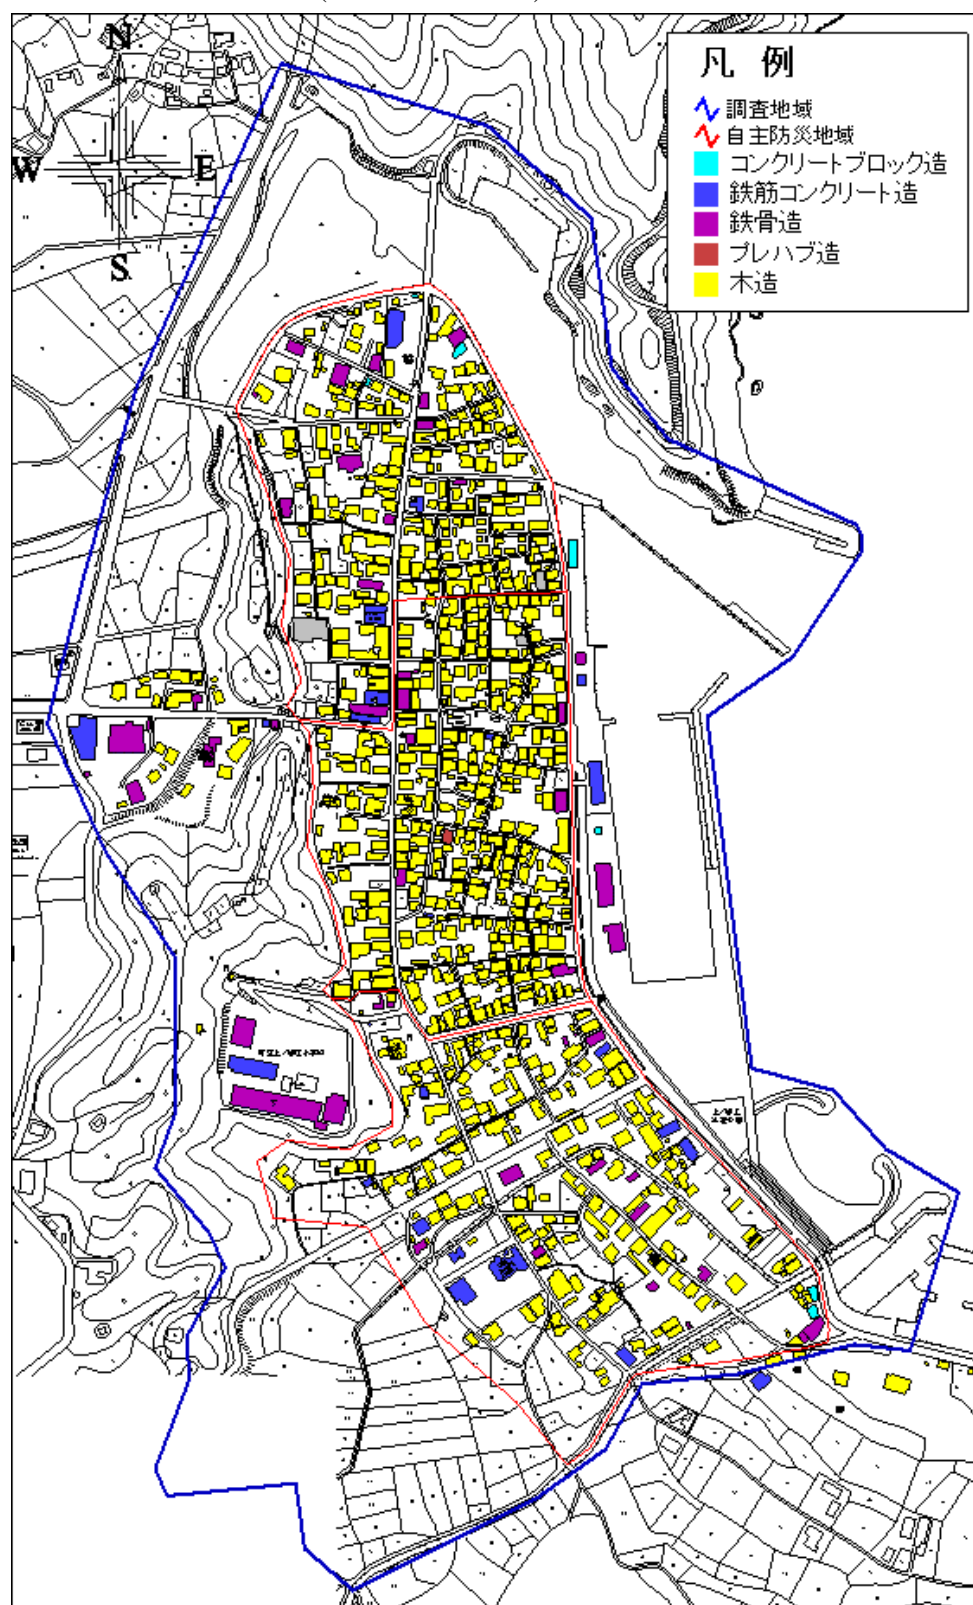 N
W
E
S
凡 例
調査地域
自主防災地域
コンクリートブロック造
鉄筋コンクリート造
鉄骨造
プレハブ造
木造